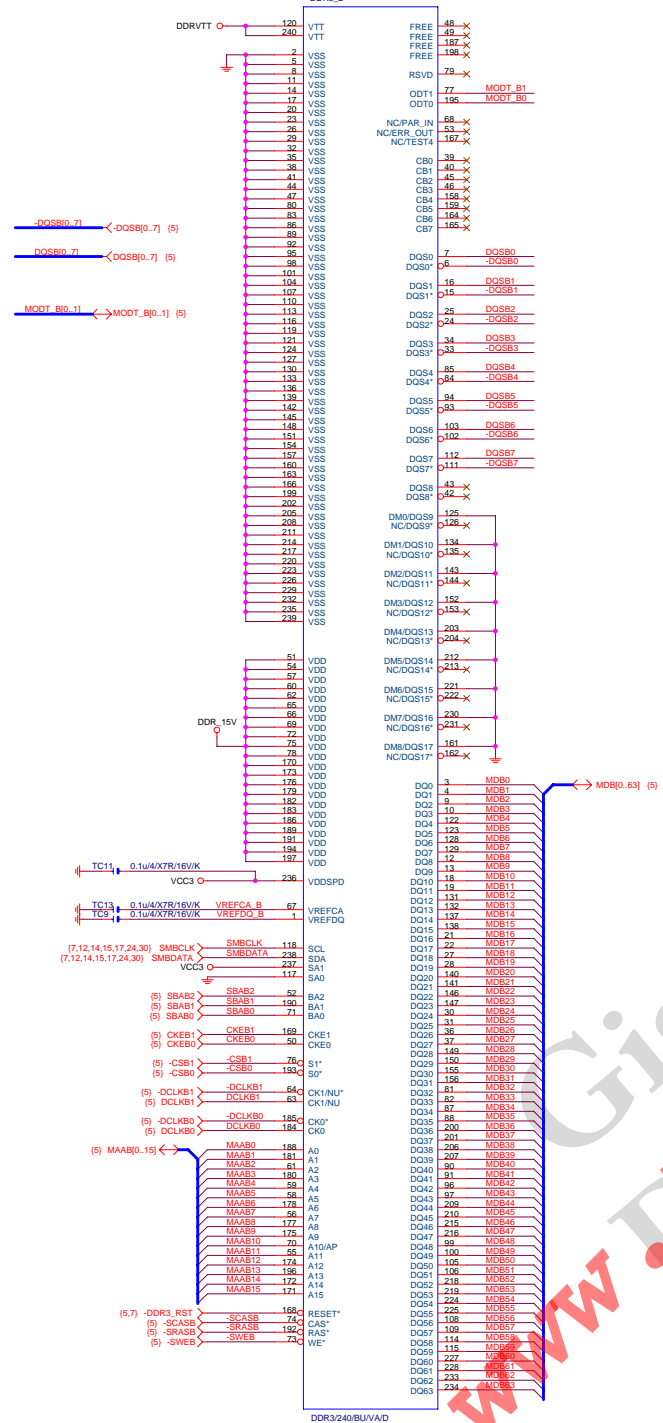 DDRVTT 120 VTT
240 VTT
2 VSS
5 VSS
8 VSS
11 VSS
14 VSS
17 VSS
20 VSS
23 VSS
26 VSS
29 VSS
32 VSS
35 VSS
38 VSS
41 VSS
44 VSS
47 VSS
80 VSS
83 VSS
86 VSS
89 VSS
92 VSS
95 VSS
98 VSS
101 VSS
104 VSS
107 VSS
110 VSS
113 VSS
116 VSS
119 VSS
121 VSS
124 VSS
127 VSS
130 VSS
133 VSS
136 VSS
139 VSS
142 VSS
145 VSS
148 VSS
151 VSS
154 VSS
157 VSS
160 VSS
163 VSS
166 VSS
199 VSS
202 VSS
205 VSS
208 VSS
211 VSS
214 VSS
217 VSS
220 VSS
223 VSS
226 VSS
229 VSS
232 VSS
235 VSS
239 VSS
-DQSB[0..7] -DQSB[0..7] {5}
DQSB[0..7] DQSB[0..7] {5}
MODT_B[0..1] MODT_B[0..1] {5}
51 VDD
54 VDD
57 VDD
60 VDD
62 VDD
65 VDD
66 VDD
DDR_15V
69 VDD
72 VDD
75 VDD
78 VDD
170 VDD
173 VDD
176 VDD
179 VDD
182 VDD
183 VDD
186 VDD
189 VDD
191 VDD
194 VDD
197 VDD
TC11 0.1u/4/X7R/16V/K
VCC3 236 VDDSPD
TC13 0.1u/4/X7R/16V/K VREFCA_B 67 VREFCA
TC9 0.1u/4/X7R/16V/K VREFDQ_B 1 VREFDQ
{7,12,14,15,17,24,30} SMBCLK SMBCLK 118 SCL
{7,12,14,15,17,24,30} SMBDATA SMBDATA 238 SDA
VCC3 237 SA1
117 SA0
{5} SBAB2 SBAB2 52 BA2
{5} SBAB1 SBAB1 190 BA1
{5} SBAB0 SBAB0 71 BA0
{5} CKEB1 CKEB1 169 CKE1
{5} CKEB0 CKEB0 50 CKE0
{5} -CSB1 -CSB1 76 S1*
{5} -CSB0 -CSB0 193 S0*
{5} -DCLKB1 -DCLKB1 64 CK1/NU*
{5} DCLKB1 DCLKB1 63 CK1/NU
{5} -DCLKB0 -DCLKB0 185 CK0*
{5} DCLKB0 DCLKB0 184 CK0
{5} MAAB[0..15] MAAB0 188 A0
MAAB1 181 A1
MAAB2 61 A2
MAAB3 180 A3
MAAB4 59 A4
MAAB5 58 A5
MAAB6 178 A6
MAAB7 56 A7
MAAB8 177 A8
MAAB9 175 A9
MAAB10 70 A10/AP
MAAB11 55 A11
MAAB12 174 A12
MAAB13 196 A13
MAAB14 172 A14
MAAB15 171 A15
{5,7} -DDR3_RST 168 RESET*
{5} -SCASB -SCASB 74 CAS*
{5} -SRASB -SRASB 192 RAS*
{5} -SWEB -SWEB 73 WE*
FREE 48
FREE 49
FREE 187
FREE 198
RSVD 79
ODT1 77 MODT_B1
ODT0 195 MODT_B0
NC/PAR_IN 68
NC/ERR_OUT 53
NC/TEST4 167
CB0 39
CB1 40
CB2 45
CB3 46
CB4 158
CB5 159
CB6 164
CB7 165
DQS0 7 DQSB0
DQS0* 6 -DQSB0
DQS1 16 DQSB1
DQS1* 15 -DQSB1
DQS2 25 DQSB2
DQS2* 24 -DQSB2
DQS3 34 DQSB3
DQS3* 33 -DQSB3
DQS4 85 DQSB4
DQS4* 84 -DQSB4
DQS5 94 DQSB5
DQS5* 93 -DQSB5
DQS6 103 DQSB6
DQS6* 102 -DQSB6
DQS7 112 DQSB7
DQS7* 111 -DQSB7
DQS8 43
DQS8* 42
DM0/DQS9 125
NC/DQS9* 126
DM1/DQS10 134
NC/DQS10* 135
DM2/DQS11 143
NC/DQS11* 144
DM3/DQS12 152
NC/DQS12* 153
DM4/DQS13 203
NC/DQS13* 204
DM5/DQS14 212
NC/DQS14* 213
DM6/DQS15 221
NC/DQS15* 222
DM7/DQS16 230
NC/DQS16* 231
DM8/DQS17 161
NC/DQS17* 162
DQ0 3 MDB0 MDB[0..63] {5}
DQ1 4 MDB1
DQ2 9 MDB2
DQ3 10 MDB3
DQ4 122 MDB4
DQ5 123 MDB5
DQ6 128 MDB6
DQ7 129 MDB7
DQ8 12 MDB8
DQ9 13 MDB9
DQ10 18 MDB10
DQ11 19 MDB11
DQ12 131 MDB12
DQ13 132 MDB13
DQ14 137 MDB14
DQ15 138 MDB15
DQ16 21 MDB16
DQ17 22 MDB17
DQ18 27 MDB18
DQ19 28 MDB19
DQ20 140 MDB20
DQ21 141 MDB21
DQ22 146 MDB22
DQ23 147 MDB23
DQ24 30 MDB24
DQ25 31 MDB25
DQ26 36 MDB26
DQ27 37 MDB27
DQ28 149 MDB28
DQ29 150 MDB29
DQ30 155 MDB30
DQ31 156 MDB31
DQ32 81 MDB32
DQ33 82 MDB33
DQ34 87 MDB34
DQ35 88 MDB35
DQ36 200 MDB36
DQ37 201 MDB37
DQ38 206 MDB38
DQ39 207 MDB39
DQ40 90 MDB40
DQ41 91 MDB41
DQ42 96 MDB42
DQ43 97 MDB43
DQ44 209 MDB44
DQ45 210 MDB45
DQ46 215 MDB46
DQ47 216 MDB47
DQ48 99 MDB48
DQ49 100 MDB49
DQ50 105 MDB50
DQ51 106 MDB51
DQ52 218 MDB52
DQ53 219 MDB53
DQ54 224 MDB54
DQ55 225 MDB55
DQ56 108 MDB56
DQ57 109 MDB57
DQ58 114 MDB58
DQ59 115 MDB59
DQ60 227 MDB60
DQ61 228 MDB61
DQ62 233 MDB62
DQ63 234 MDB63
DDR3/240/BU/VA/D
www.